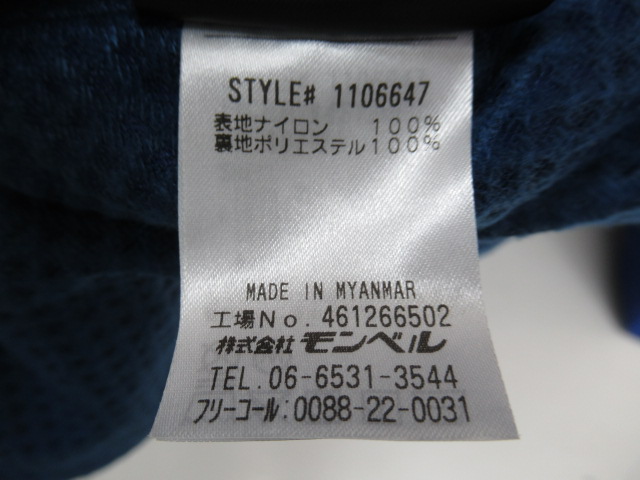 STYLE# 1106647
表地ナイロン 100%
裏地ポリエステル100%
MADE IN MYANMAR
工場No. 461266502
株式会社 モンベル
TEL. 06-6531-3544
フリーコール:0088-22-0031